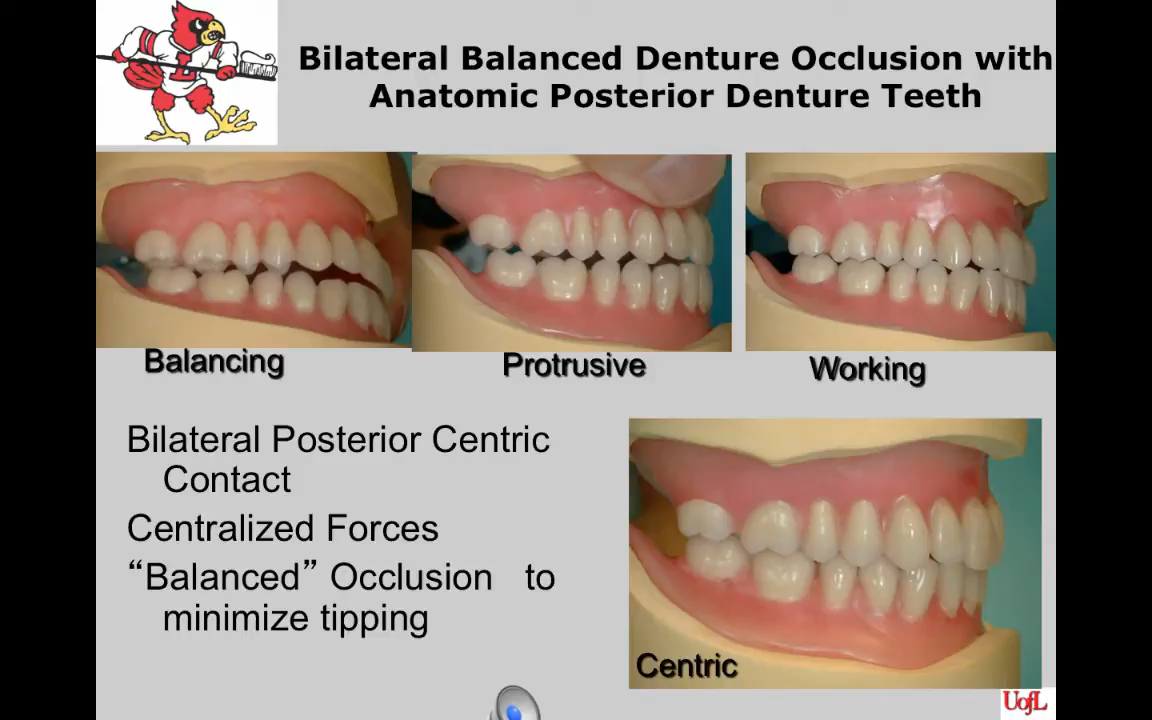 Bilateral Balanced Denture Occlusion with
Anatomic Posterior Denture Teeth
Balancing
Protrusive
Working
Bilateral Posterior Centric
Contact
Centralized Forces
“Balanced” Occlusion to
minimize tipping
Centric
UofL